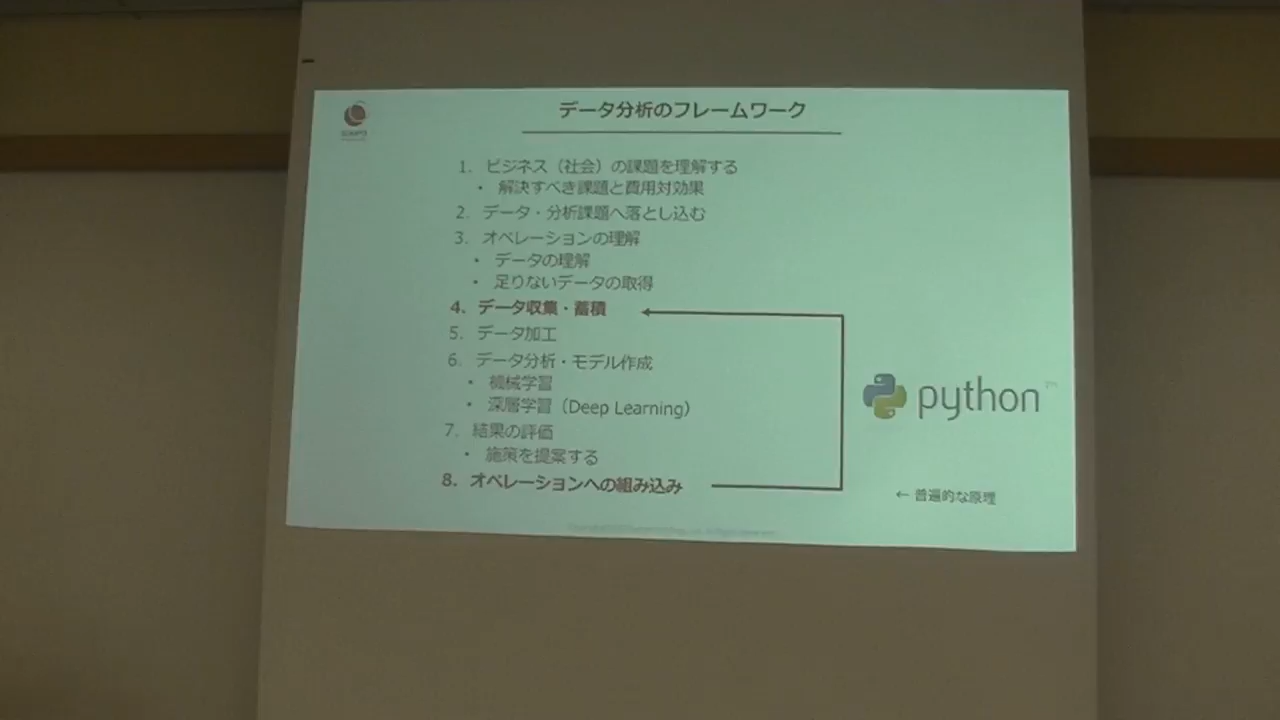 データ分析のフレームワーク
1. ビジネス（社会）の課題を理解する
・ 解決すべき課題と費用対効果
2. データ・分析課題へ落とし込む
3. オペレーションの理解
・ データの理解
・ 足りないデータの取得
4. データ収集・蓄積
5. データ加工
6. データ分析・モデル作成
・ 機械学習
・ 深層学習（Deep Learning）
7. 結果の評価
・ 施策を提案する
8. オペレーションへの組み込み
python™
← 普遍的な原理